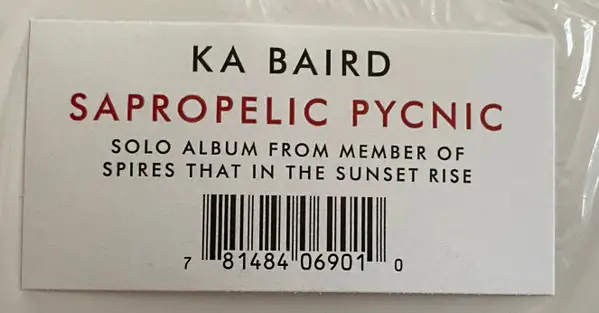 KA BAIRD
SAPROPELIC PYCNIC
SOLO ALBUM FROM MEMBER OF
SPIRES THAT IN THE SUNSET RISE
7 81484 06901 0